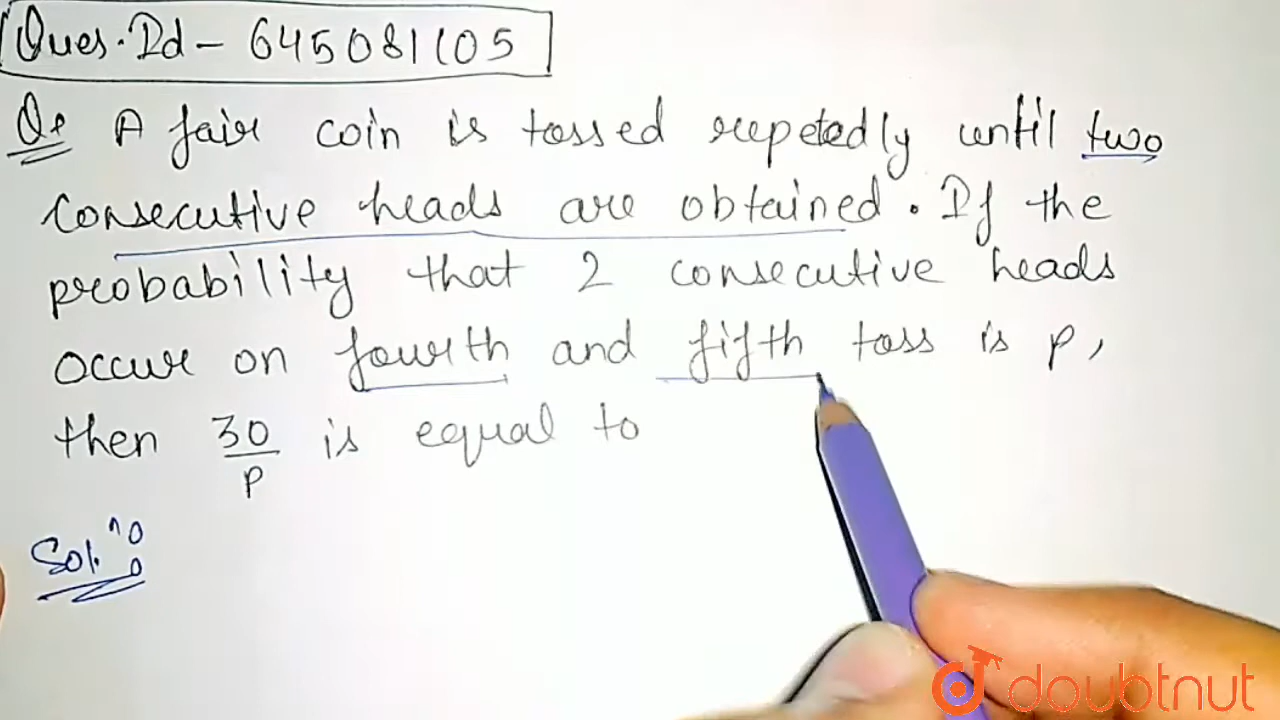 Ques. Id - 645081105
Q: A fair coin is tossed repetedly until two
consecutive heads are obtained. If the
probability that 2 consecutive heads
occur on fourth and fifth toss is p,
then 30/p is equal to
Sol:
doubtnut